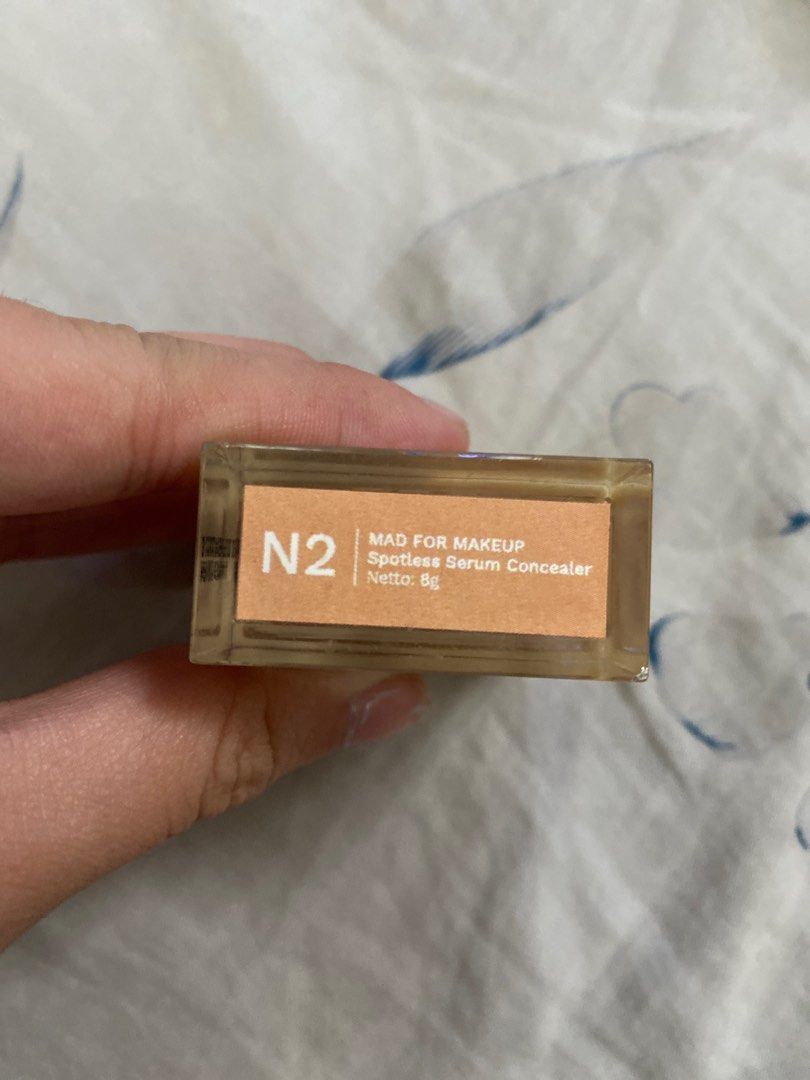 N2
MAD FOR MAKEUP
Spotless Serum Concealer
Netto: 8g